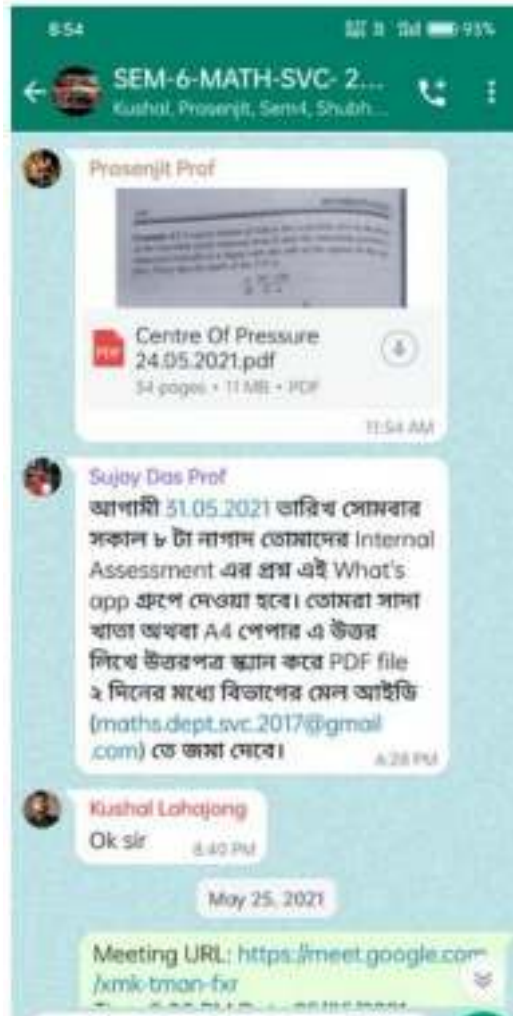 8:54
93%
SEM-6-MATH-SVC- 2...
Kushal, Prosenjit, Sem4, Shubh...
Prosenjit Prof
PDF
Centre Of Pressure
24.05.2021.pdf
54 pages • 11 MB • PDF
11:54 AM
Sujoy Das Prof
আগামী 31.05.2021 তারিখ সোমবার
সকাল ৮ টা নাগাদ তোমাদের Internal
Assessment এর প্রশ্ন এই What's
app গ্রুপে দেওয়া হবে। তোমরা সাদা
খাতা অথবা A4 পেপার এ উত্তর
লিখে উত্তরপত্র স্ক্যান করে PDF file
২ দিনের মধ্যে বিভাগের মেল আইডি
(maths.dept.svc.2017@gmail
.com) তে জমা দেবে।
6:28 PM
Kushal Lahajong
Ok sir
8:40 PM
May 25, 2021
Meeting URL: https://meet.google.com
/xmk-tman-fxr